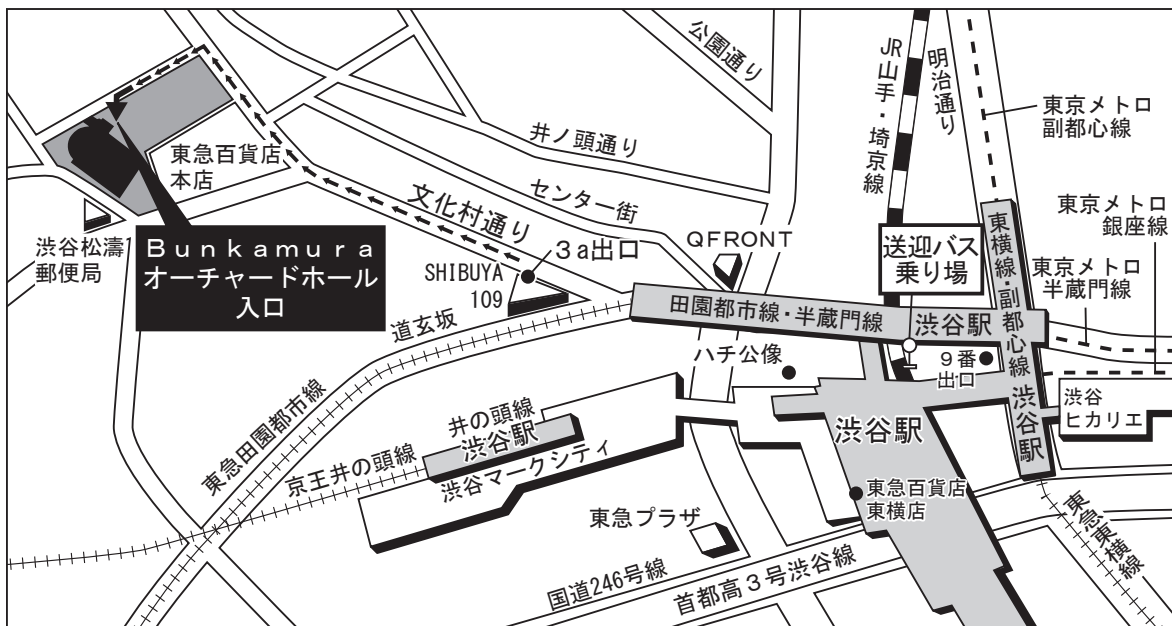 公園通り
JR山手・埼京線
明治通り
東京メトロ
副都心線
井ノ頭通り
東急百貨店
本店
センター街
文化村通り
東京メトロ
銀座線
渋谷松濤
郵便局
Bunkamura
オーチャードホール
入口
3a出口
SHIBUYA
109
QFRONT
送迎バス
乗り場
東横線・副都心線
渋谷駅
東京メトロ
半蔵門線
道玄坂
田園都市線・半蔵門線
渋谷駅
ハチ公像
9番
出口
渋谷
ヒカリエ
東急田園都市線
井の頭線
渋谷駅
渋谷駅
京王井の頭線
渋谷マークシティ
東急百貨店
東横店
東急プラザ
東急東横線
国道246号線
首都高3号渋谷線